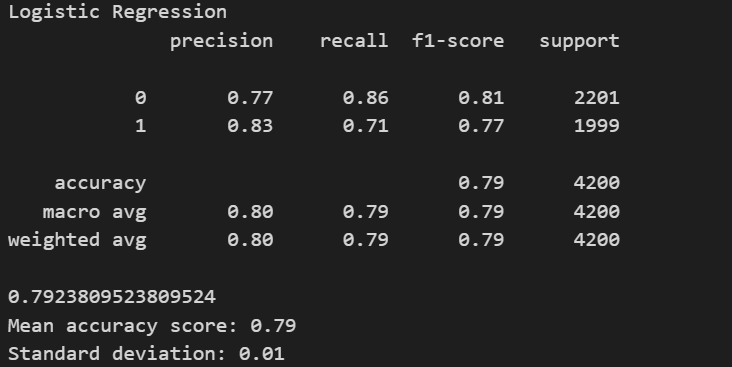 Logistic Regression
precision recall f1-score support
0 0.77 0.86 0.81 2201
1 0.83 0.71 0.77 1999
accuracy 0.79 4200
macro avg 0.80 0.79 0.79 4200
weighted avg 0.80 0.79 0.79 4200
0.7923809523809524
Mean accuracy score: 0.79
Standard deviation: 0.01